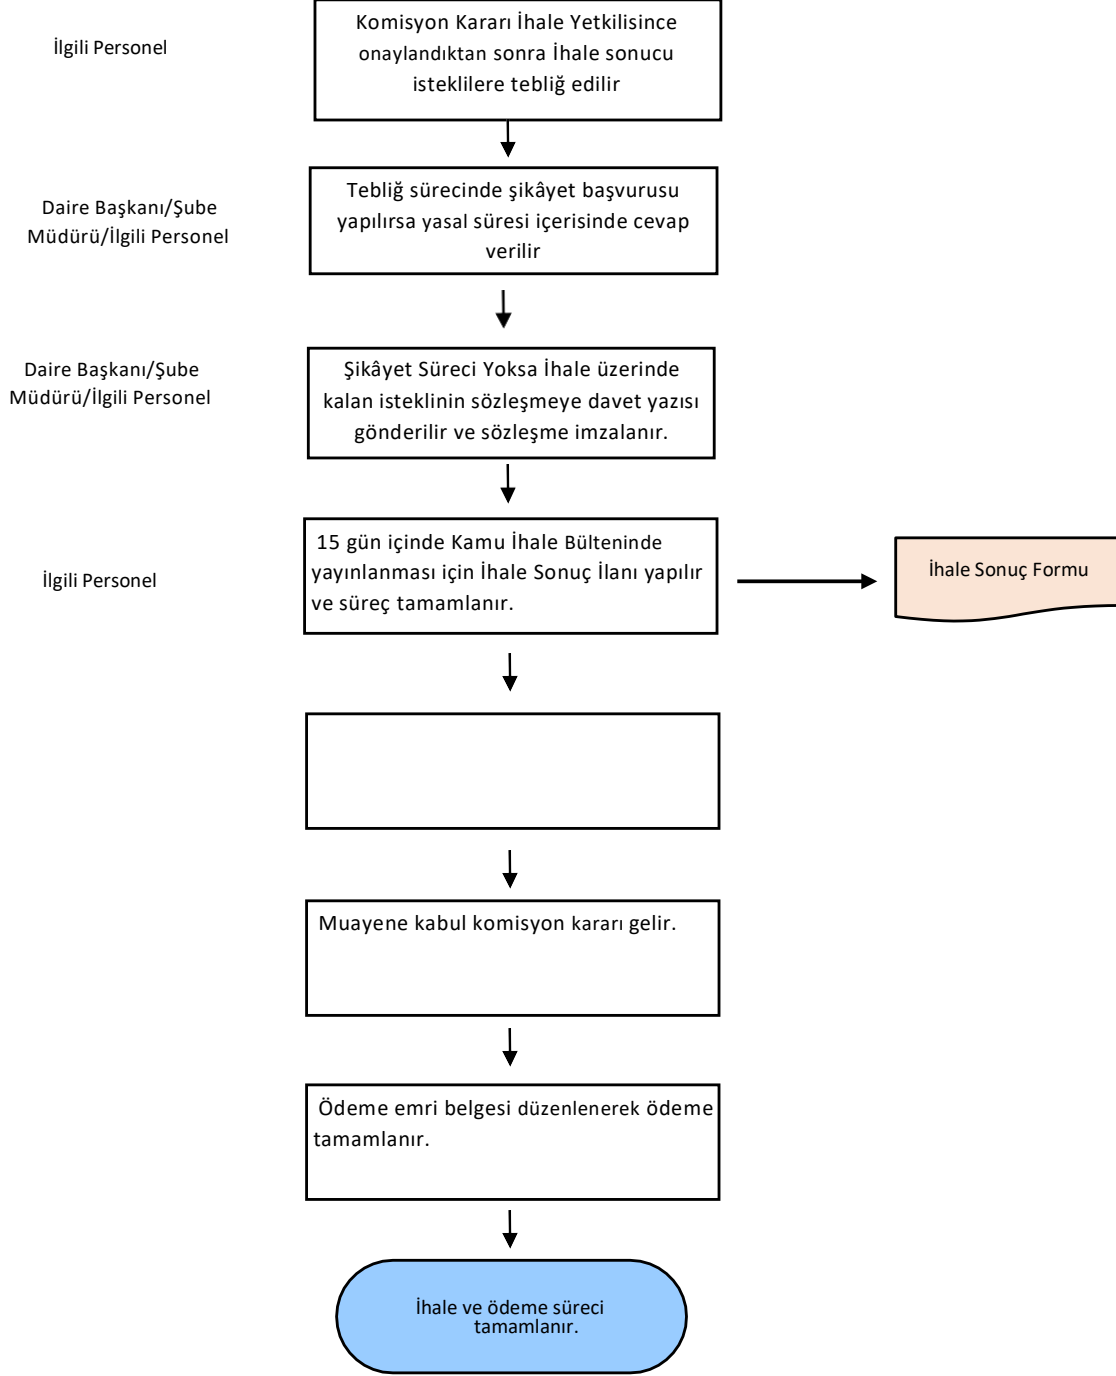 İlgili Personel
Komisyon Kararı İhale Yetkilisince
onaylandıktan sonra İhale sonucu
isteklilere tebliğ edilir
Daire Başkanı/Şube
Müdürü/İlgili Personel
Tebliğ sürecinde şikâyet başvurusu
yapılırsa yasal süresi içerisinde cevap
verilir
Daire Başkanı/Şube
Müdürü/İlgili Personel
Şikâyet Süreci Yoksa İhale üzerinde
kalan isteklinin sözleşmeye davet yazısı
gönderilir ve sözleşme imzalanır.
İlgili Personel
15 gün içinde Kamu İhale Bülteninde
yayınlanması için İhale Sonuç İlanı yapılır
ve süreç tamamlanır.
İhale Sonuç Formu
Muayene kabul komisyon kararı gelir.
Ödeme emri belgesi düzenlenerek ödeme
tamamlanır.
İhale ve ödeme süreci
tamamlanır.